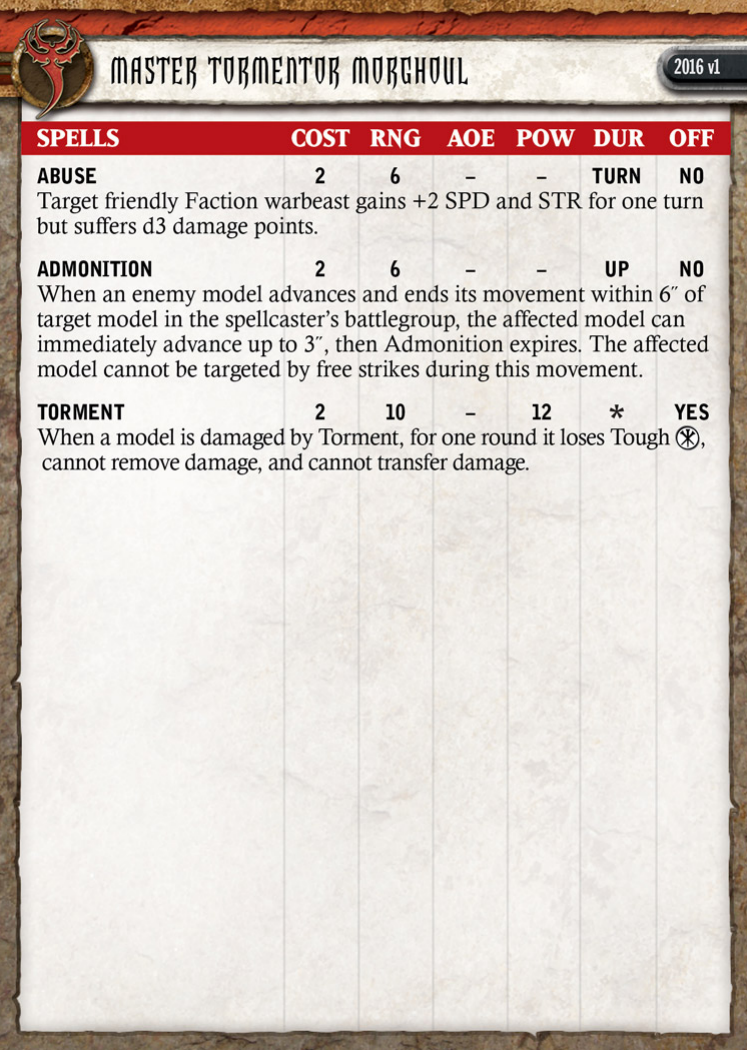 MASTER TORMENTOR MORGHOUL
2016 v1
SPELLS COST RNG AOE POW DUR OFF
ABUSE 2 6 – – TURN NO
Target friendly Faction warbeast gains +2 SPD and STR for one turn
but suffers d3 damage points.
ADMONITION 2 6 – – UP NO
When an enemy model advances and ends its movement within 6″ of
target model in the spellcaster’s battlegroup, the affected model can
immediately advance up to 3″, then Admonition expires. The affected
model cannot be targeted by free strikes during this movement.
TORMENT 2 10 – 12 * YES
When a model is damaged by Torment, for one round it loses Tough ,
cannot remove damage, and cannot transfer damage.